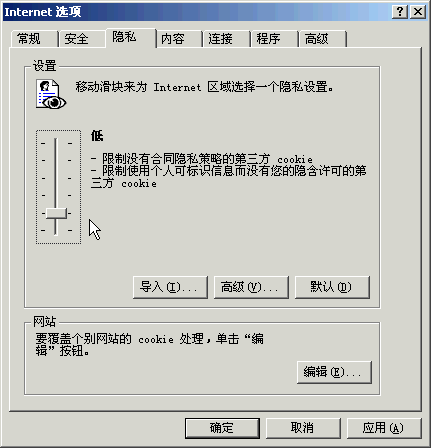 Internet 选项
常规 安全 隐私 内容 连接 程序 高级
设置
移动滑块来为 Internet 区域选择一个隐私设置。
低
- 限制没有合同隐私策略的第三方 cookie
- 限制使用个人可标识信息而没有您的隐含许可的第
三方 cookie
导入(I)... 高级(V)... 默认(D)
网站
要覆盖个别网站的 cookie 处理,单击“编
辑”按钮。
编辑(E)...
确定 取消 应用(A)